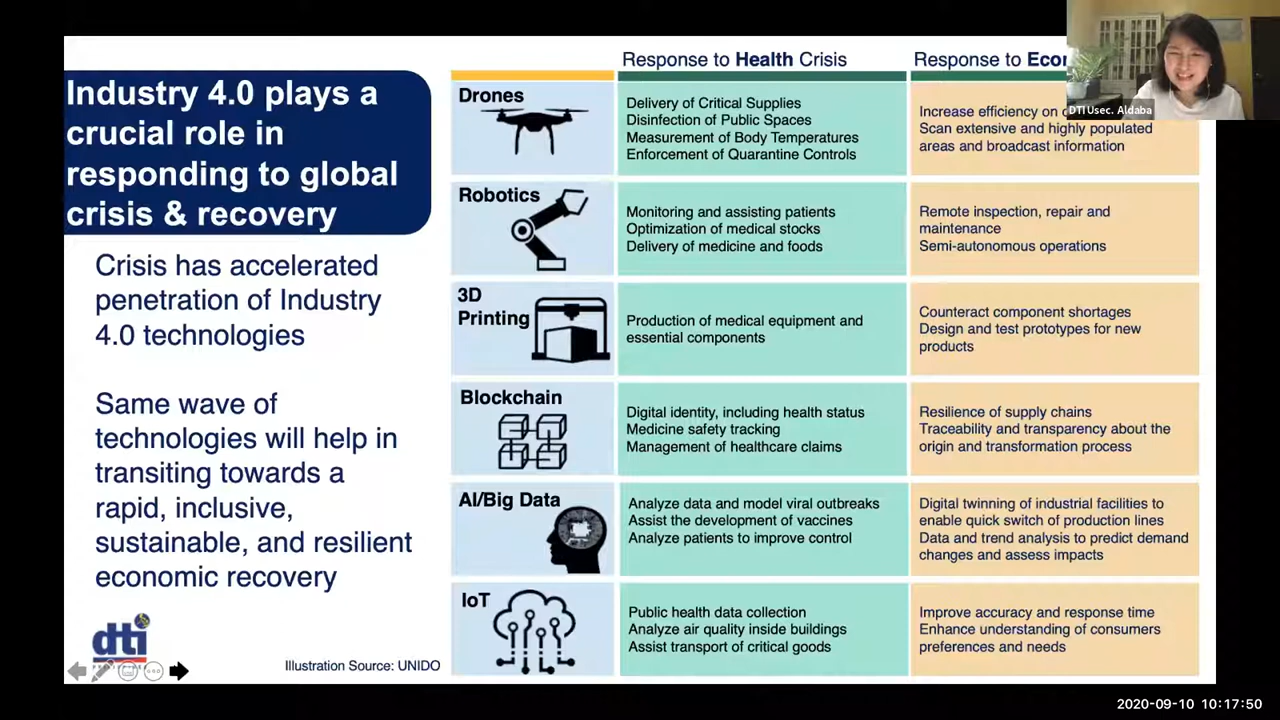 Industry 4.0 plays a
crucial role in
responding to global
crisis & recovery
Crisis has accelerated
penetration of Industry
4.0 technologies
Same wave of
technologies will help in
transiting towards a
rapid, inclusive,
sustainable, and resilient
economic recovery
dti
Illustration Source: UNIDO
Response to Health Crisis
Response to
DTI Usec. Aldaba
Drones
Delivery of Critical Supplies
Disinfection of Public Spaces
Measurement of Body Temperatures
Enforcement of Quarantine Controls
Increase efficiency on
Scan extensive and highly populated
areas and broadcast information
Robotics
Monitoring and assisting patients
Optimization of medical stocks
Delivery of medicine and foods
Remote inspection, repair and
maintenance
Semi-autonomous operations
3D
Printing
Production of medical equipment and
essential components
Counteract component shortages
Design and test prototypes for new
products
Blockchain
Digital identity, including health status
Medicine safety tracking
Management of healthcare claims
Resilience of supply chains
Traceability and transparency about the
origin and transformation process
AI/Big Data
Analyze data and model viral outbreaks
Assist the development of vaccines
Analyze patients to improve control
Digital twinning of industrial facilities to
enable quick switch of production lines
Data and trend analysis to predict demand
changes and assess impacts
IoT
Public health data collection
Analyze air quality inside buildings
Assist transport of critical goods
Improve accuracy and response time
Enhance understanding of consumers
preferences and needs
2020-09-10 10:17:50